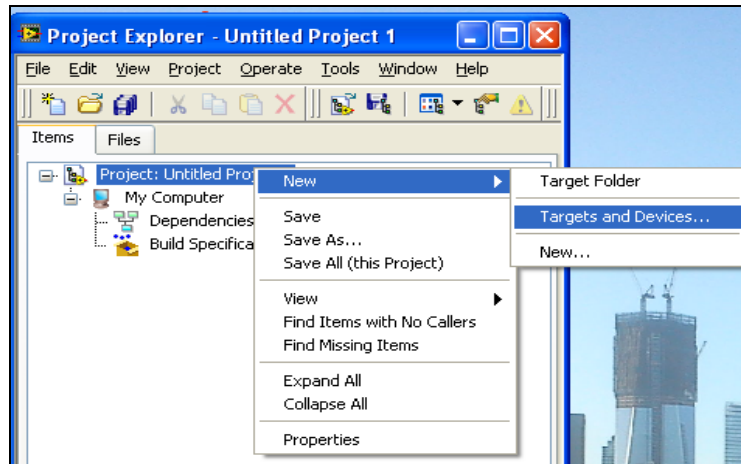 Project Explorer - Untitled Project 1
File Edit View Project Operate Tools Window Help
Items Files
Project: Untitled Pro
My Computer
Dependencies
Build Specifica
New
Save
Save As...
Save All (this Project)
View
Find Items with No Callers
Find Missing Items
Expand All
Collapse All
Properties
Target Folder
Targets and Devices...
New...